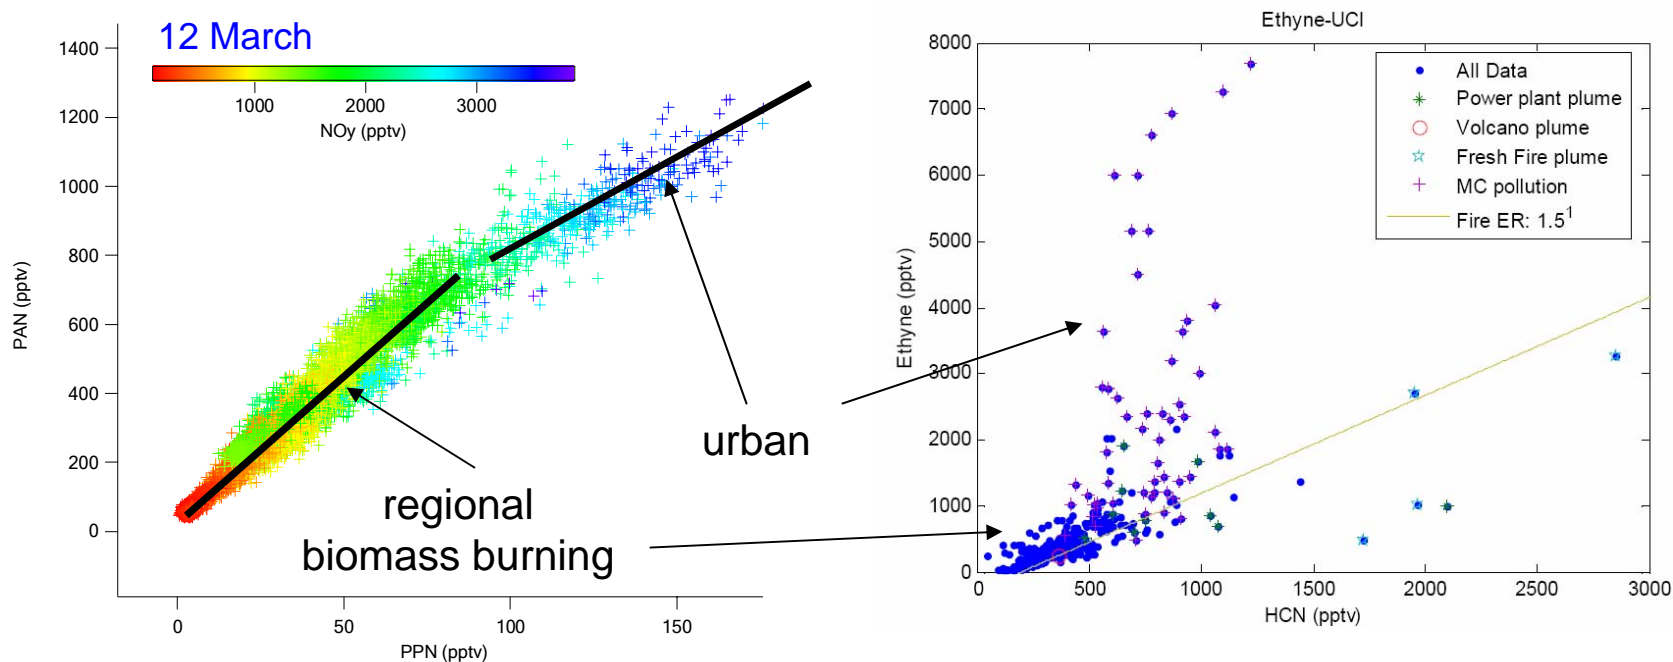 12 March
1000 2000 3000
NOy (pptv)
1400
1200
1000
800
600
400
200
0
PAN (pptv)
0 50 100 150
PPN (pptv)
urban
regional
biomass burning
Ethyne-UCI
8000
7000
6000
5000
4000
3000
2000
1000
0
Ethyne (pptv)
0 500 1000 1500 2000 2500 3000
HCN (pptv)
All Data
Power plant plume
Volcano plume
Fresh Fire plume
MC pollution
Fire ER: 1.5¹